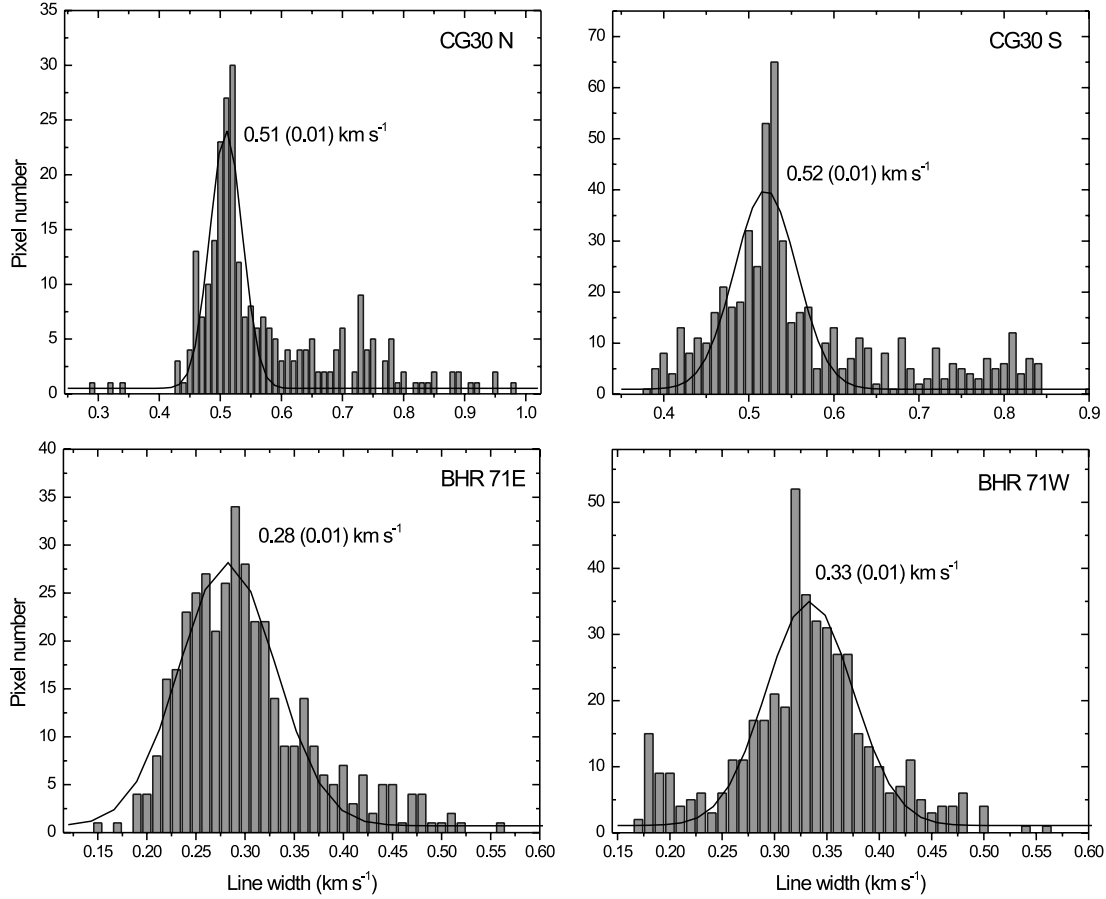 CG30 N
0.51 (0.01) km s⁻¹
Pixel number
35
30
25
20
15
10
5
0
0.3 0.4 0.5 0.6 0.7 0.8 0.9 1.0
CG30 S
0.52 (0.01) km s⁻¹
70
60
50
40
30
20
10
0
0.4 0.5 0.6 0.7 0.8 0.9
BHR 71E
0.28 (0.01) km s⁻¹
Pixel number
40
35
30
25
20
15
10
5
0
0.15 0.20 0.25 0.30 0.35 0.40 0.45 0.50 0.55 0.60
Line width (km s⁻¹)
BHR 71W
0.33 (0.01) km s⁻¹
50
40
30
20
10
0
0.15 0.20 0.25 0.30 0.35 0.40 0.45 0.50 0.55 0.60
Line width (km s⁻¹)